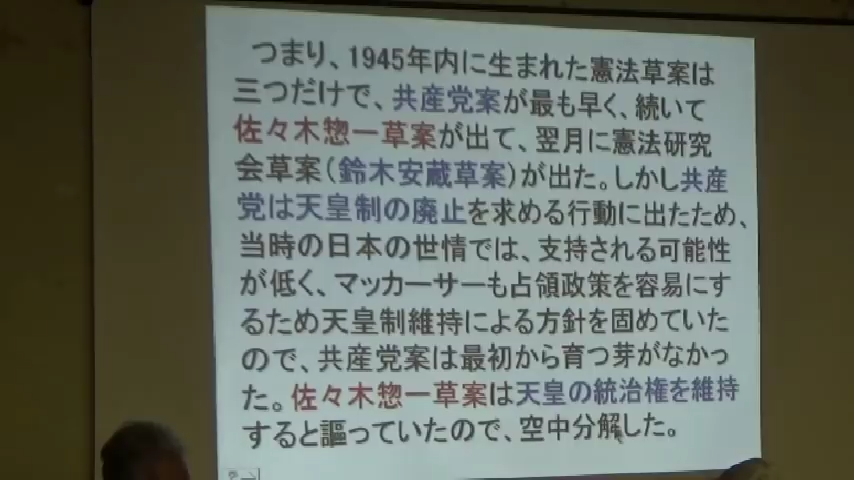 つまり、1945年内に生まれた憲法草案は
三つだけで、共産党案が最も早く、続いて
佐々木惣一草案が出て、翌月に憲法研究
会草案(鈴木安蔵草案)が出た。しかし共産
党は天皇制の廃止を求める行動に出たため、
当時の日本の世情では、支持される可能性
が低く、マッカーサーも占領政策を容易にす
るため天皇制維持による方針を固めていた
ので、共産党案は最初から育つ芽がなかっ
た。佐々木惣一草案は天皇の統治権を維持
すると謳っていたので、空中分解した。